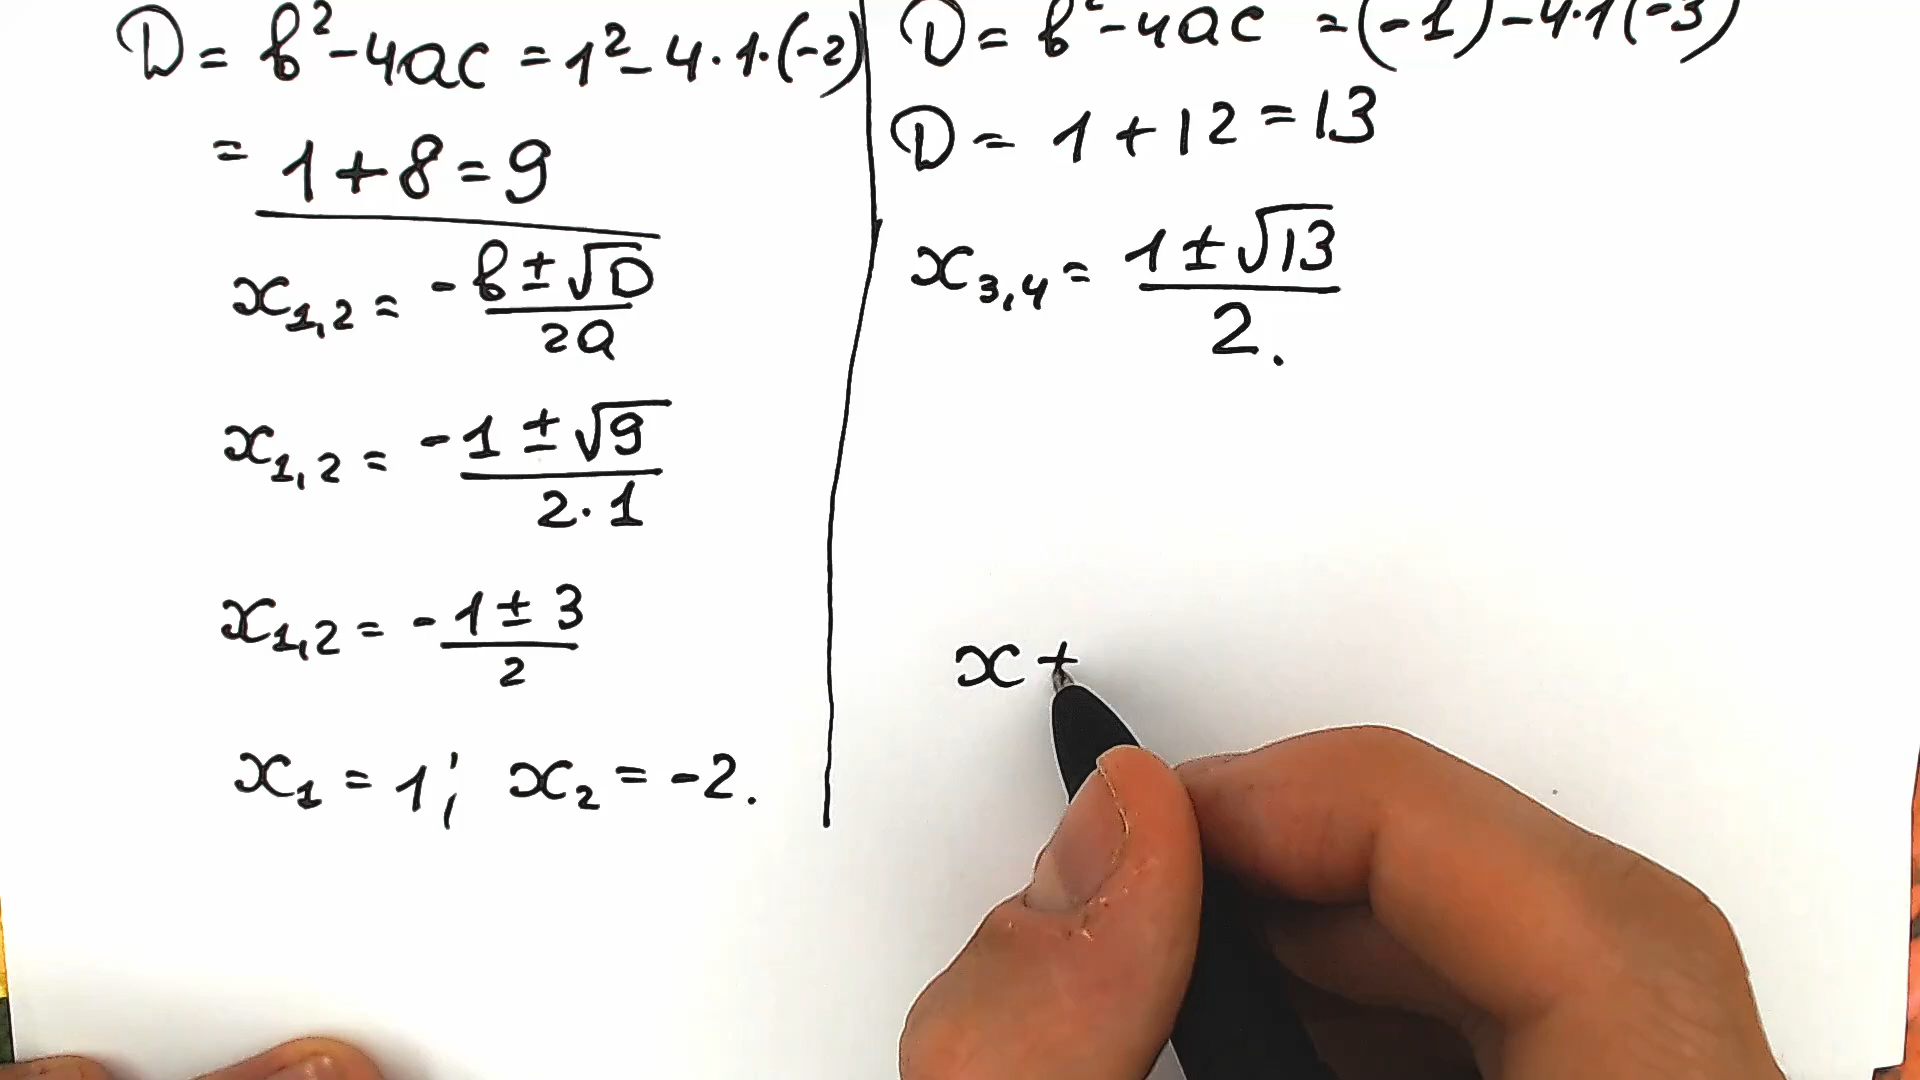 D = b² - 4ac = 1² - 4 · 1 · (-2)
= 1 + 8 = 9
x₁,₂ = (-b ± √D) / 2a
x₁,₂ = (-1 ± √9) / (2 · 1)
x₁,₂ = (-1 ± 3) / 2
x₁ = 1; x₂ = -2.
D = b² - 4ac = (-1) - 4 · 1 (-3)
D = 1 + 12 = 13
x₃,₄ = (1 ± √13) / 2.
x +